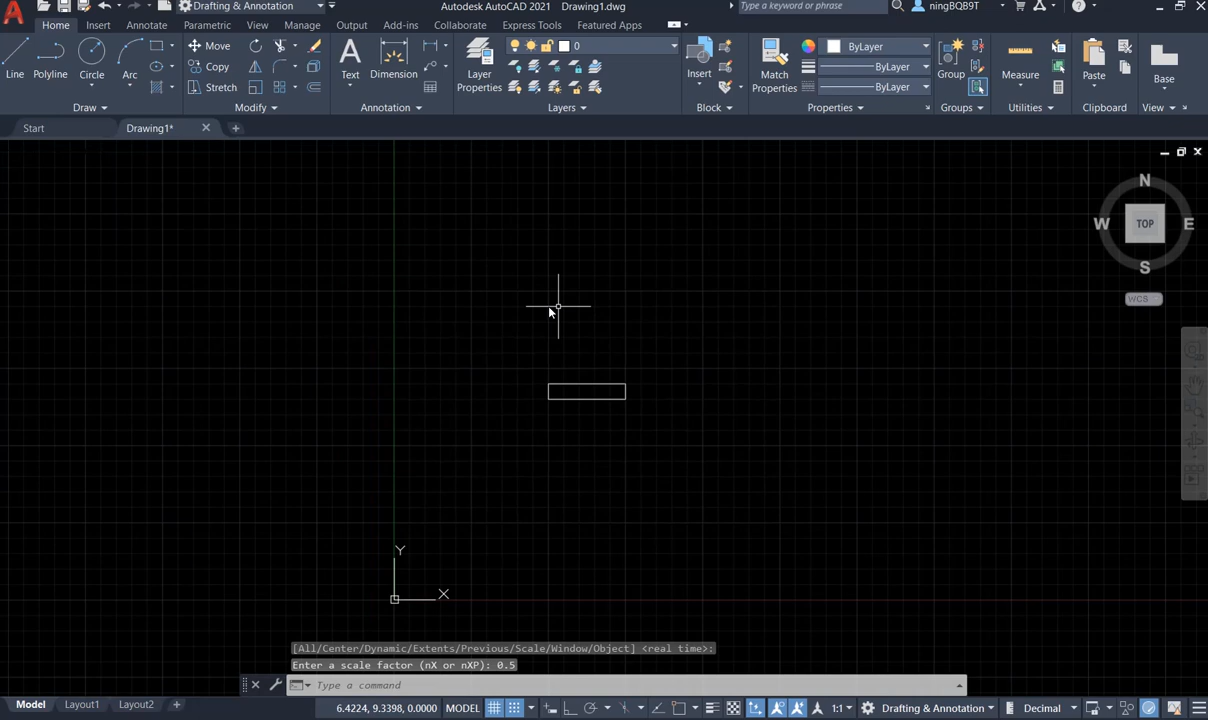 Drafting & Annotation
Autodesk AutoCAD 2021 Drawing1.dwg
Type a keyword or phrase
ningBQB9T
Home Insert Annotate Parametric View Manage Output Add-ins Collaborate Express Tools Featured Apps
Line Polyline Circle Arc
Move
Copy
Stretch
Text Dimension
Layer Properties
0
Insert
Match Properties
ByLayer
ByLayer
ByLayer
Group
Measure
Paste
Base
Draw Modify Annotation Layers Block Properties Groups Utilities Clipboard View
Start Drawing1*
N
W TOP E
S
WCS
Y
X
[All/Center/Dynamic/Extents/Previous/Scale/Window/Object] <real time>:
Enter a scale factor (nX or nXP): 0.5
Type a command
Model Layout1 Layout2
6.4224, 9.3398, 0.0000 MODEL 1:1 Drafting & Annotation Decimal